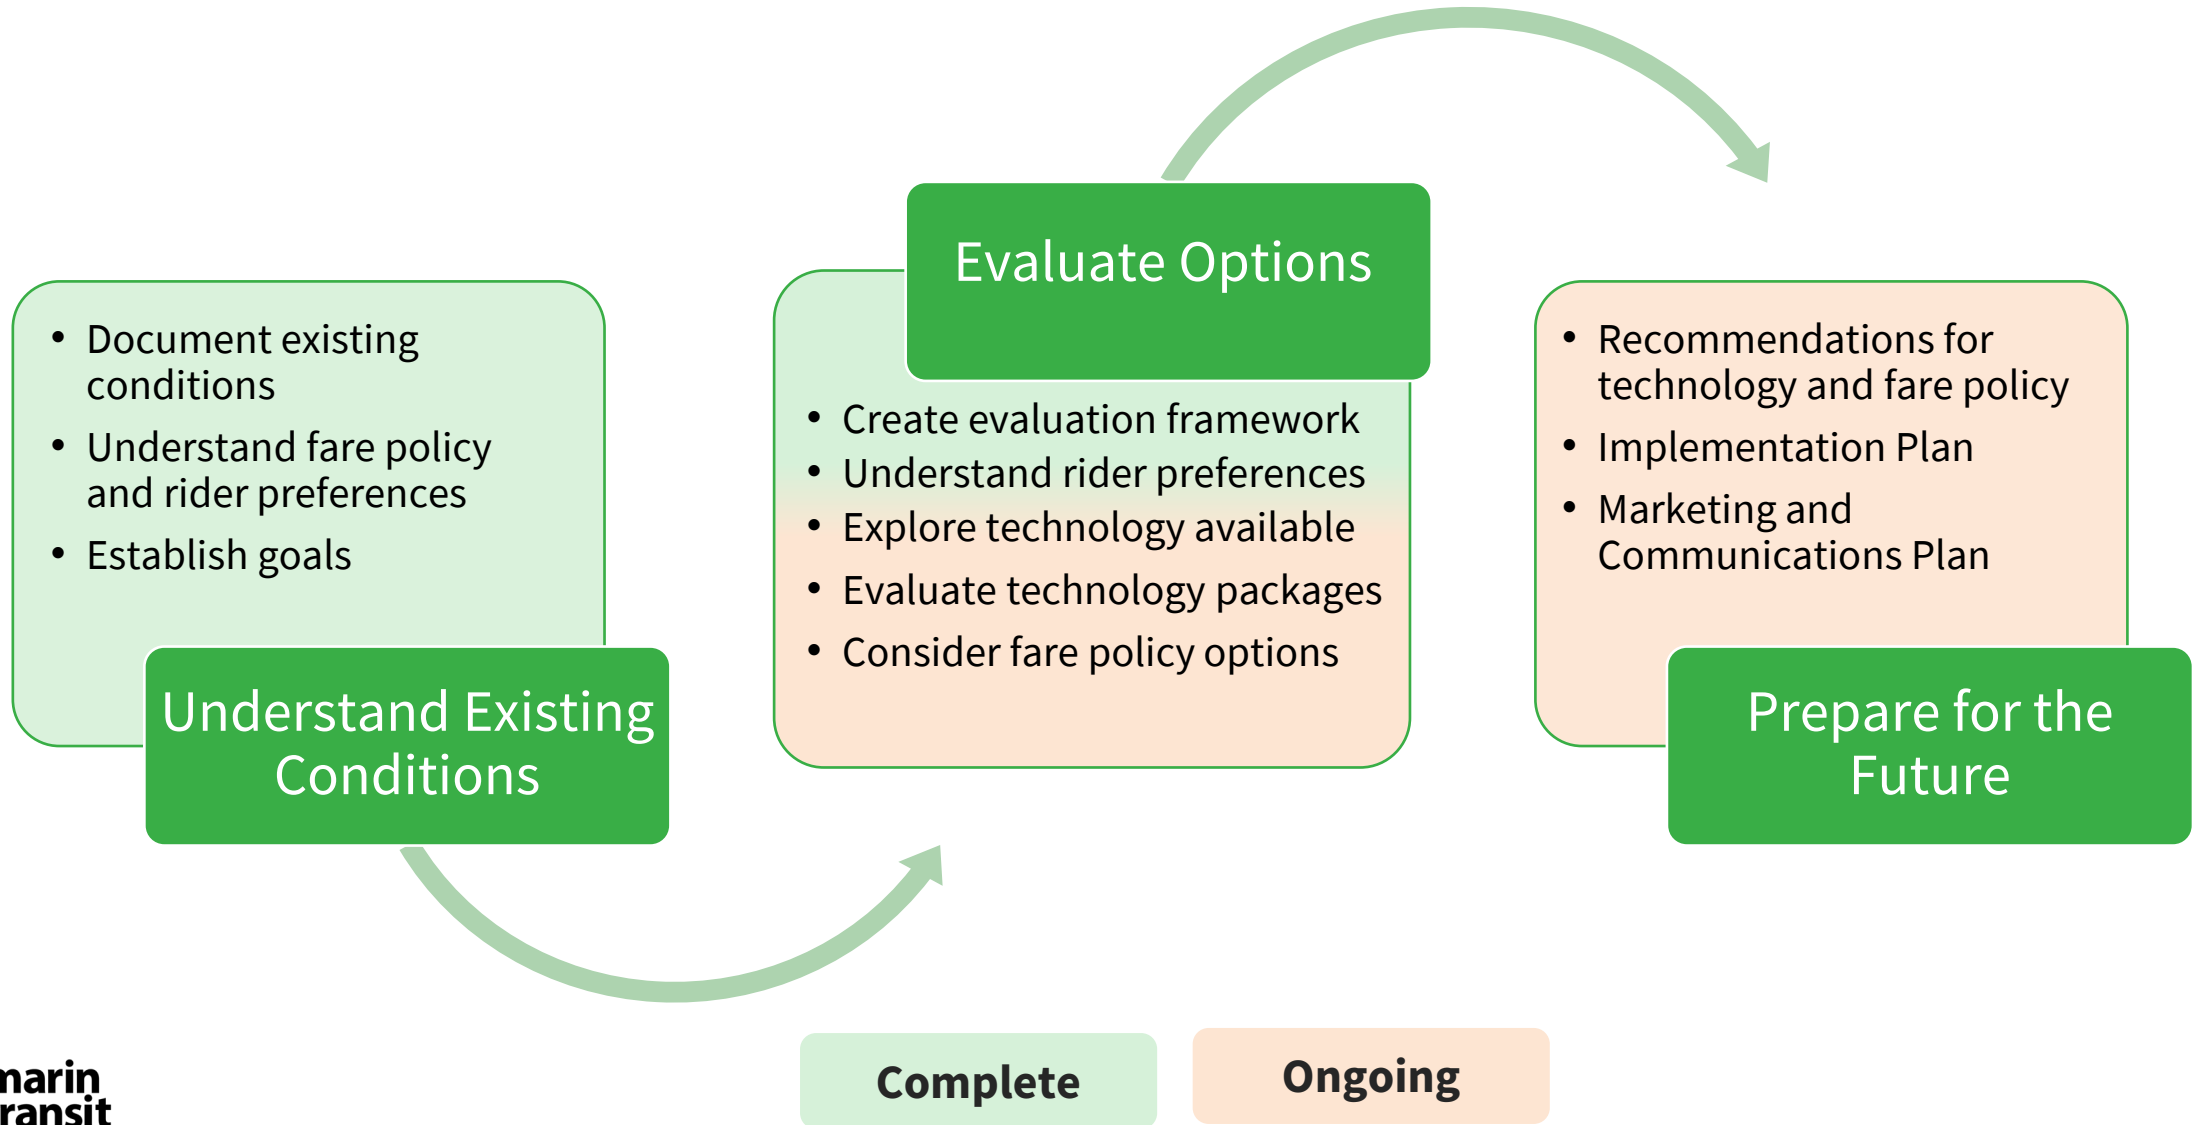 • Document existing
conditions
• Understand fare policy
and rider preferences
• Establish goals
Understand Existing
Conditions
Evaluate Options
• Create evaluation framework
• Understand rider preferences
• Explore technology available
• Evaluate technology packages
• Consider fare policy options
• Recommendations for
technology and fare policy
• Implementation Plan
• Marketing and
Communications Plan
Prepare for the
Future
Complete
Ongoing
marin
transit